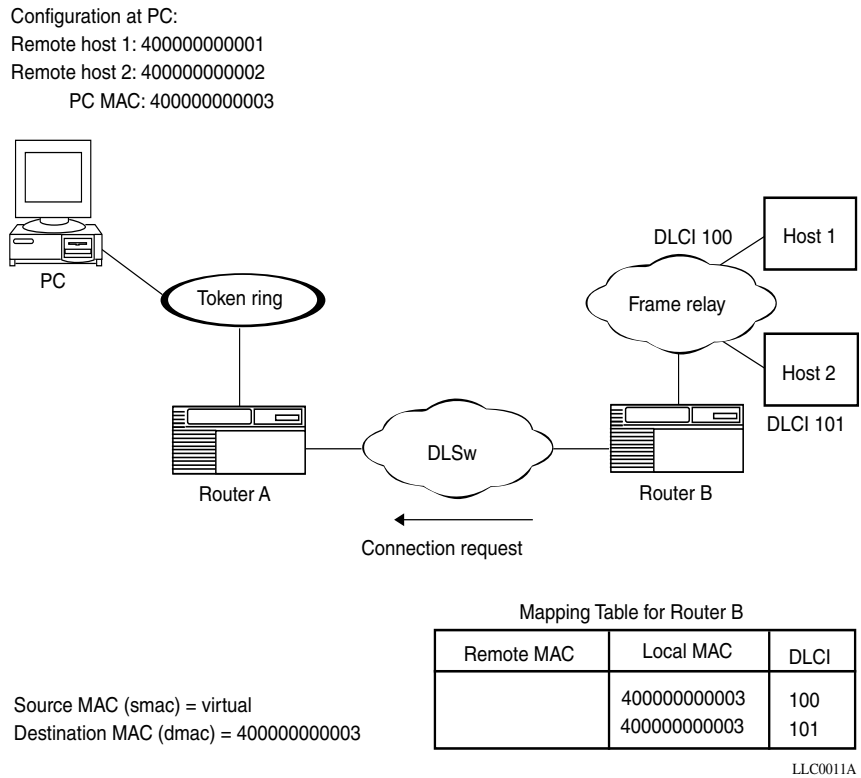 Configuration at PC:
Remote host 1: 400000000001
Remote host 2: 400000000002
PC MAC: 400000000003
PC
Token ring
DLCI 100
Host 1
Frame relay
Host 2
DLCI 101
DLSw
Router A
Router B
Connection request
Mapping Table for Router B
Remote MAC Local MAC DLCI
400000000003 100
400000000003 101
Source MAC (smac) = virtual
Destination MAC (dmac) = 400000000003
LLC0011A